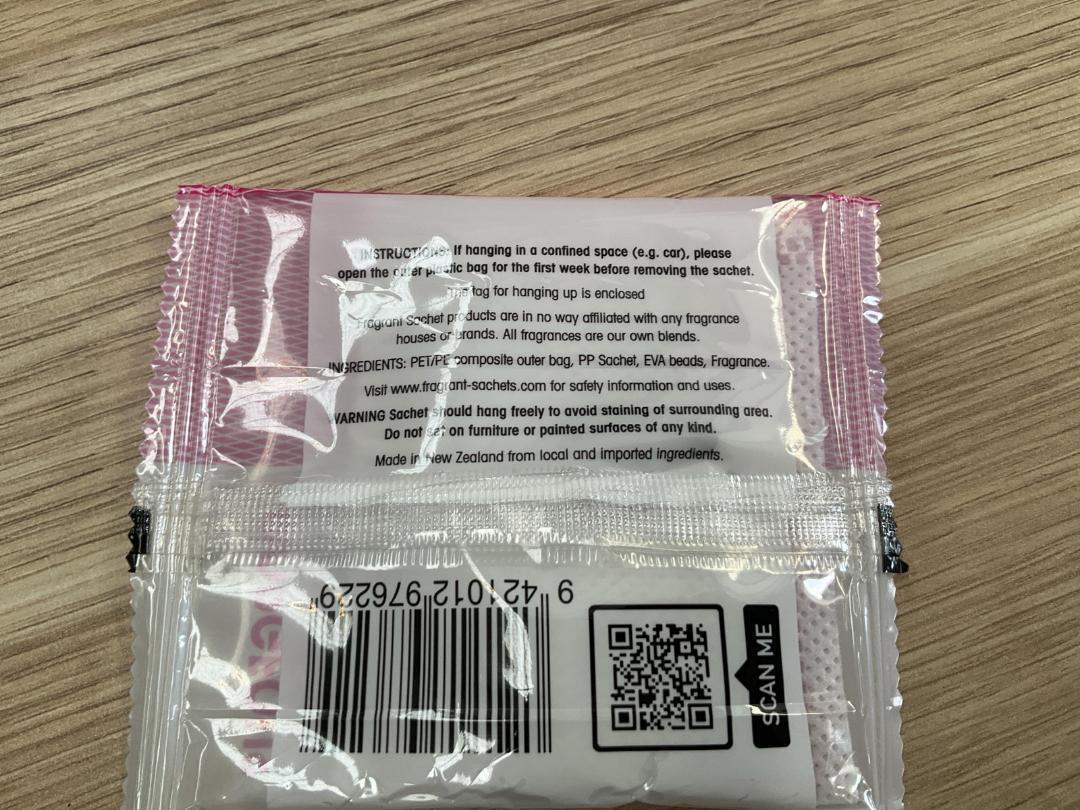 INSTRUCTIONS: If hanging in a confined space (e.g. car), please
open the outer plastic bag for the first week before removing the sachet.
The tag for hanging up is enclosed
Fragrant Sachet products are in no way affiliated with any fragrance
houses or brands. All fragrances are our own blends.
INGREDIENTS: PET/PE composite outer bag, PP Sachet, EVA beads, Fragrance.
Visit www.fragrant-sachets.com for safety information and uses.
WARNING Sachet should hang freely to avoid staining of surrounding area.
Do not set on furniture or painted surfaces of any kind.
Made in New Zealand from local and imported ingredients.
9 421012 976229
SCAN ME